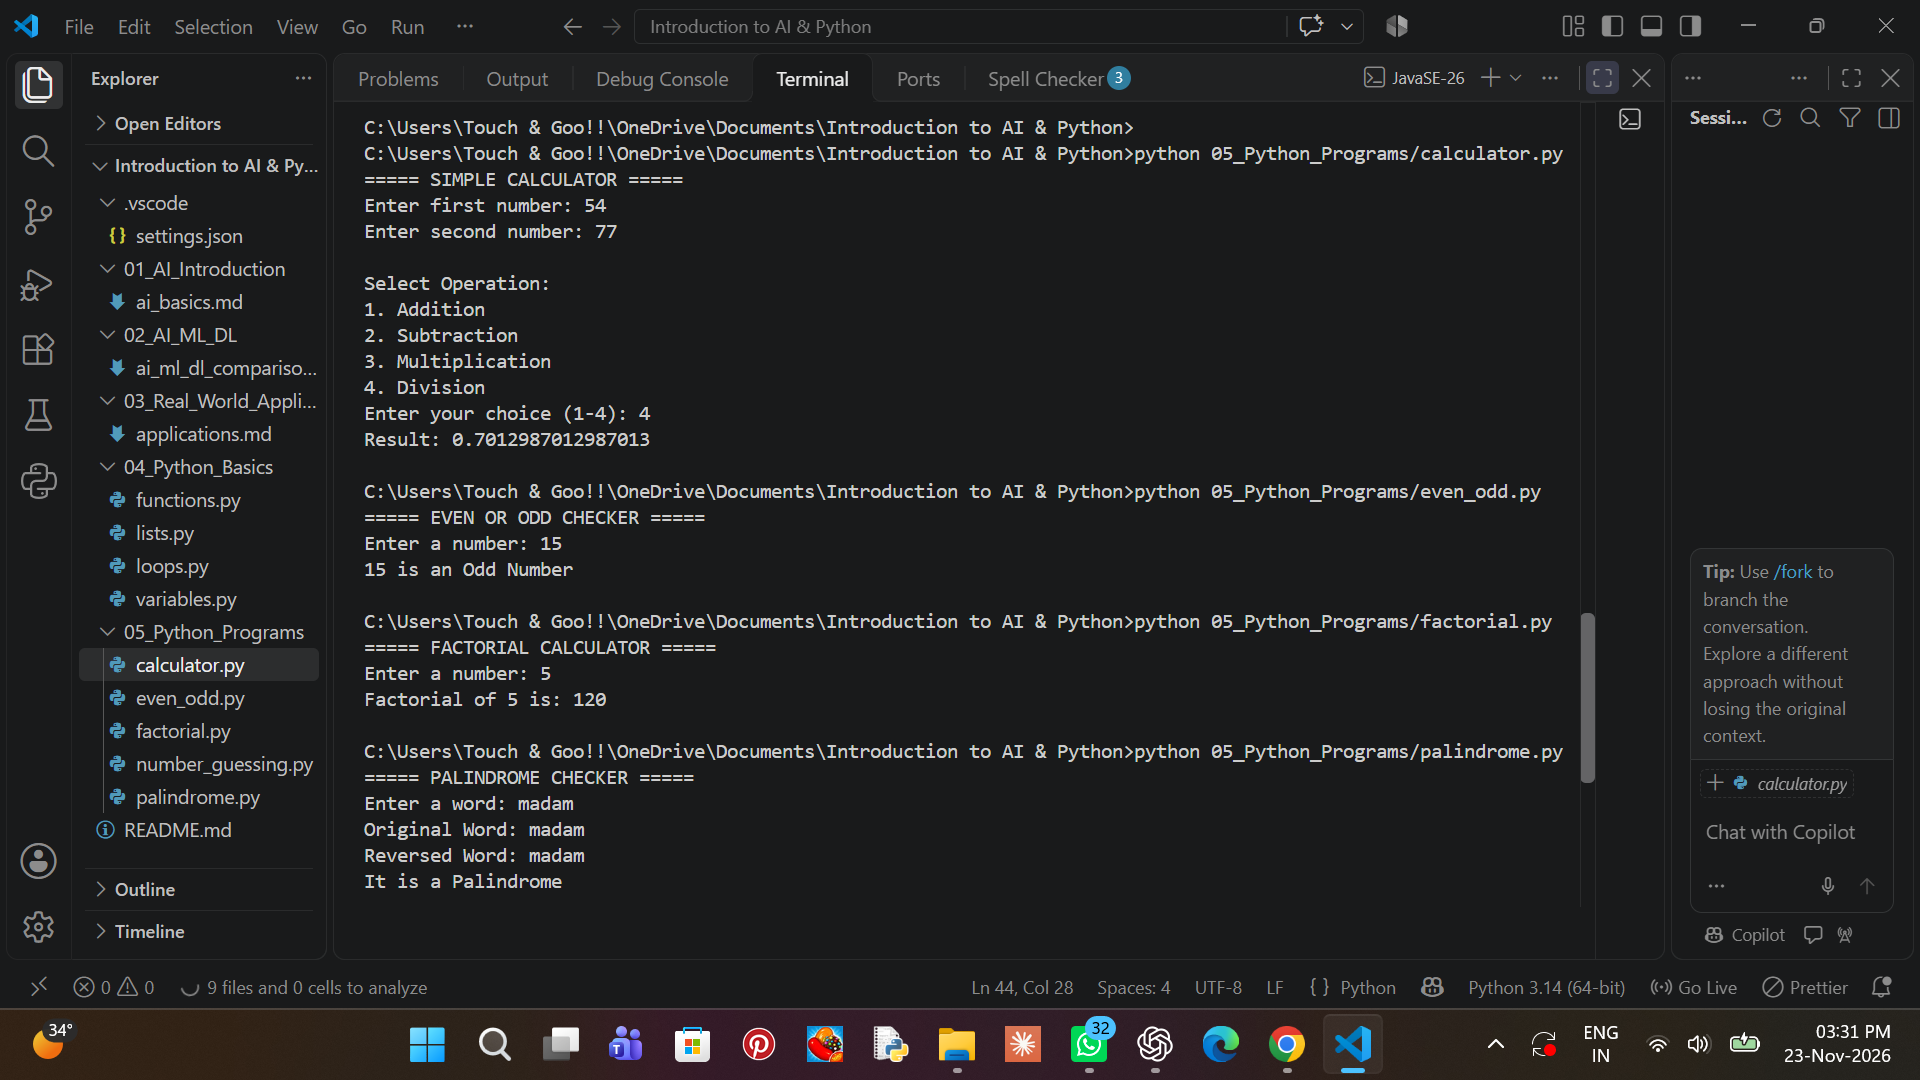 File Edit Selection View Go Run ···
Introduction to AI & Python
Explorer
Open Editors
Introduction to AI & Py...
.vscode
settings.json
01_AI_Introduction
ai_basics.md
02_AI_ML_DL
ai_ml_dl_compariso...
03_Real_World_Appli...
applications.md
04_Python_Basics
functions.py
lists.py
loops.py
variables.py
05_Python_Programs
calculator.py
even_odd.py
factorial.py
number_guessing.py
palindrome.py
README.md
Outline
Timeline
Problems Output Debug Console Terminal Ports Spell Checker 3 JavaSE-26
C:\Users\Touch & Goo!!\OneDrive\Documents\Introduction to AI & Python>
C:\Users\Touch & Goo!!\OneDrive\Documents\Introduction to AI & Python>python 05_Python_Programs/calculator.py
===== SIMPLE CALCULATOR =====
Enter first number: 54
Enter second number: 77
Select Operation:
1. Addition
2. Subtraction
3. Multiplication
4. Division
Enter your choice (1-4): 4
Result: 0.7012987012987013
C:\Users\Touch & Goo!!\OneDrive\Documents\Introduction to AI & Python>python 05_Python_Programs/even_odd.py
===== EVEN OR ODD CHECKER =====
Enter a number: 15
15 is an Odd Number
C:\Users\Touch & Goo!!\OneDrive\Documents\Introduction to AI & Python>python 05_Python_Programs/factorial.py
===== FACTORIAL CALCULATOR =====
Enter a number: 5
Factorial of 5 is: 120
C:\Users\Touch & Goo!!\OneDrive\Documents\Introduction to AI & Python>python 05_Python_Programs/palindrome.py
===== PALINDROME CHECKER =====
Enter a word: madam
Original Word: madam
Reversed Word: madam
It is a Palindrome
Sessi...
Tip: Use /fork to
branch the
conversation.
Explore a different
approach without
losing the original
context.
calculator.py
Chat with Copilot
Copilot
0 0 9 files and 0 cells to analyze
Ln 44, Col 28 Spaces: 4 UTF-8 LF { } Python Python 3.14 (64-bit) Go Live Prettier
34°
32
ENG
IN
03:31 PM
23-Nov-2026